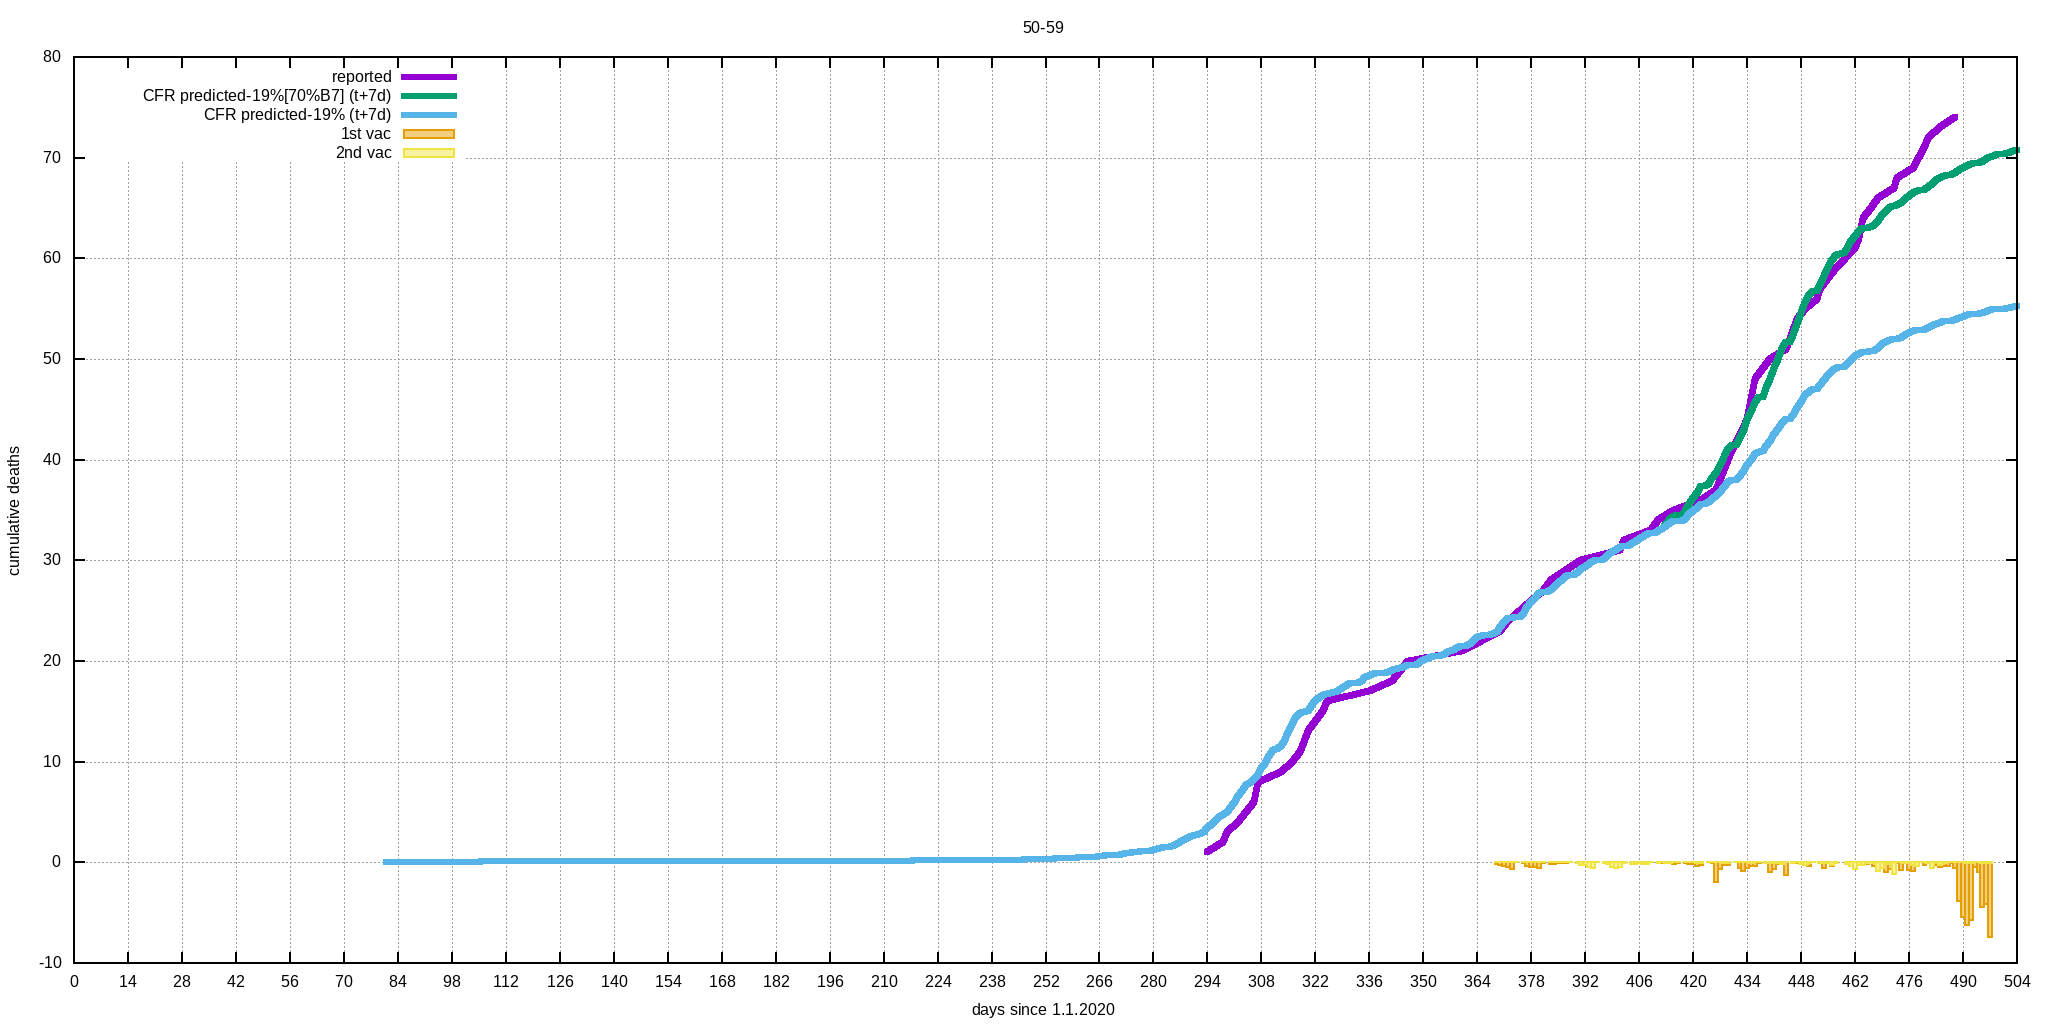 50-59
reported
CFR predicted-19%[70%B7] (t+7d)
CFR predicted-19% (t+7d)
1st vac
2nd vac
80
70
60
50
40
30
20
10
0
-10
cumulative deaths
0 14 28 42 56 70 84 98 112 126 140 154 168 182 196 210 224 238 252 266 280 294 308 322 336 350 364 378 392 406 420 434 448 462 476 490 504
days since 1.1.2020